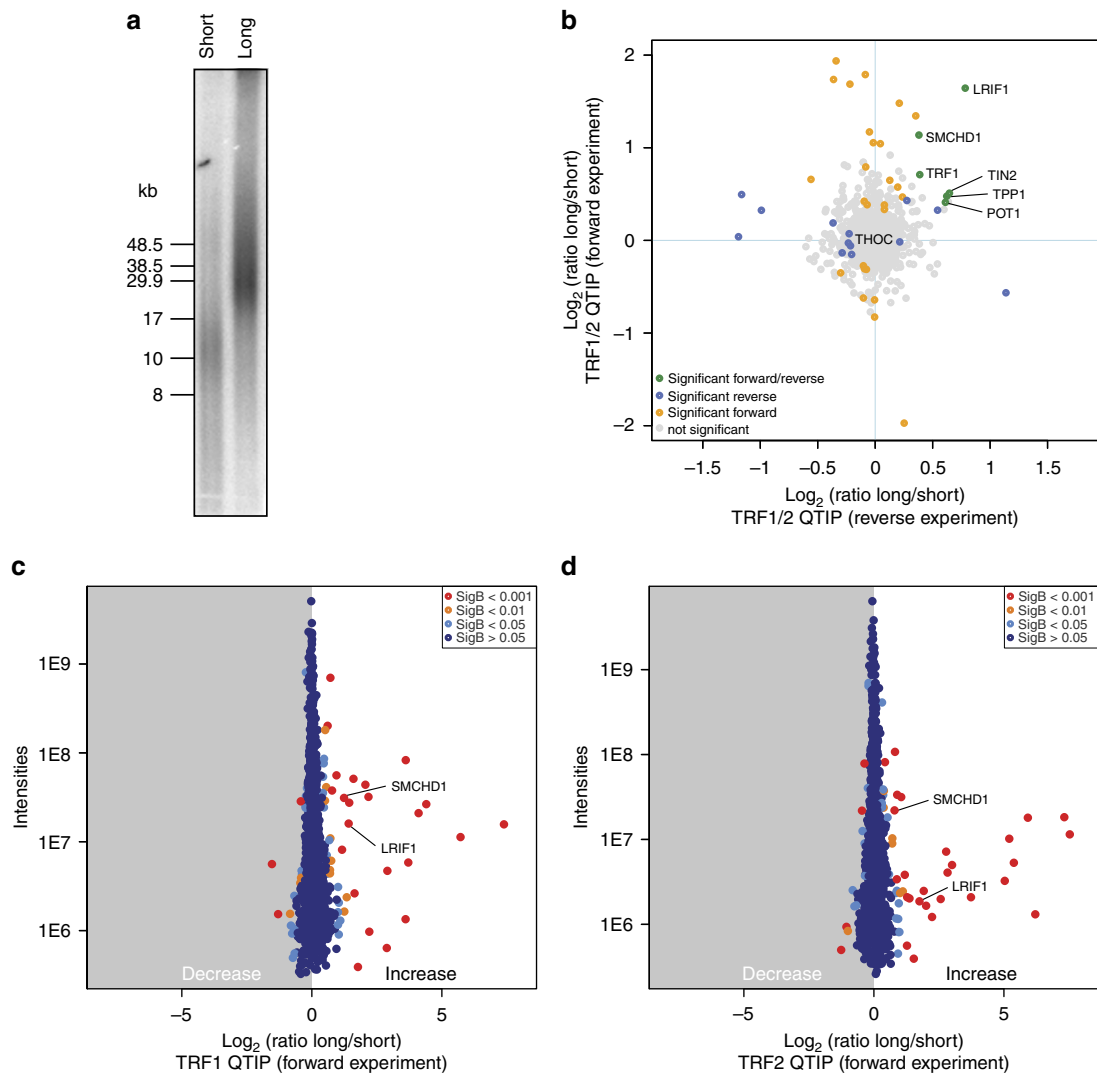 a
Short
Long
kb
48.5
38.5
29.9
17
10
8
b
Log2 (ratio long/short)
TRF1/2 QTIP (forward experiment)
2
1
0
−1
−2
LRIF1
SMCHD1
TRF1
TIN2
TPP1
POT1
THOC
Significant forward/reverse
Significant reverse
Significant forward
not significant
−1.5
−1
−0.5
0
0.5
1
1.5
Log2 (ratio long/short)
TRF1/2 QTIP (reverse experiment)
c
Intensities
1E9
1E8
1E7
1E6
SigB < 0.001
SigB < 0.01
SigB < 0.05
SigB > 0.05
SMCHD1
LRIF1
Decrease
Increase
−5
0
5
Log2 (ratio long/short)
TRF1 QTIP (forward experiment)
d
Intensities
1E9
1E8
1E7
1E6
SigB < 0.001
SigB < 0.01
SigB < 0.05
SigB > 0.05
SMCHD1
LRIF1
Decrease
Increase
−5
0
5
Log2 (ratio long/short)
TRF2 QTIP (forward experiment)